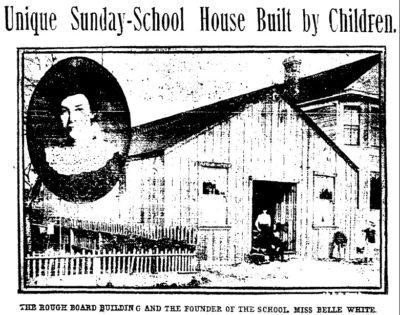 Unique Sunday-School House Built by Children.
THE ROUGH BOARD BUILDING AND THE FOUNDER OF THE SCHOOL, MISS BELLE WHITE.